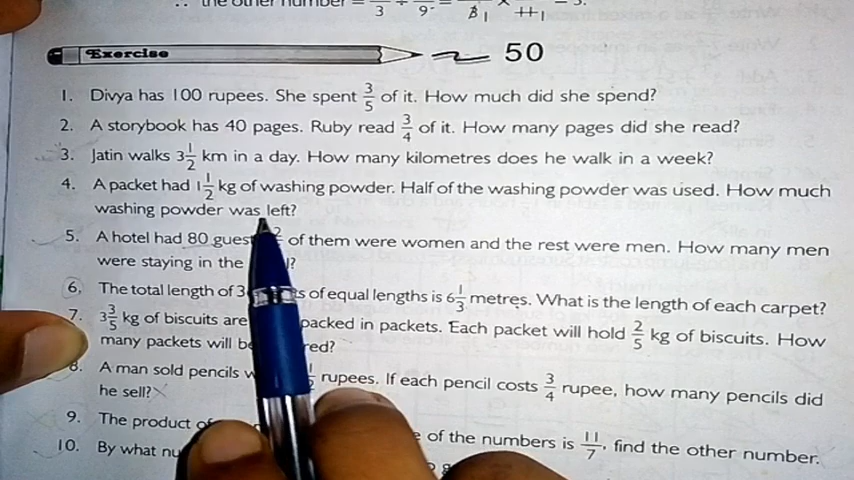 ∴ the other number = 3 ÷ 9 = 3 1 × 11 1 = 3.
Exercise 50
1. Divya has 100 rupees. She spent 3/5 of it. How much did she spend?
2. A storybook has 40 pages. Ruby read 3/4 of it. How many pages did she read?
3. Jatin walks 3 1/2 km in a day. How many kilometres does he walk in a week?
4. A packet had 1 1/2 kg of washing powder. Half of the washing powder was used. How much
washing powder was left?
5. A hotel had 80 of them were women and the rest were men. How many men
were staying in the
6. The total length of of equal lengths is 6 1/3 metres. What is the length of each carpet?
7. 3 3/5 kg of biscuits are packed in packets. Each packet will hold 2/5 kg of biscuits. How
many packets will
8. A man sold pencils rupees. If each pencil costs 3/4 rupee, how many pencils did
he sell?
9. The product of the numbers is 11/7, find the other number.
10. By what